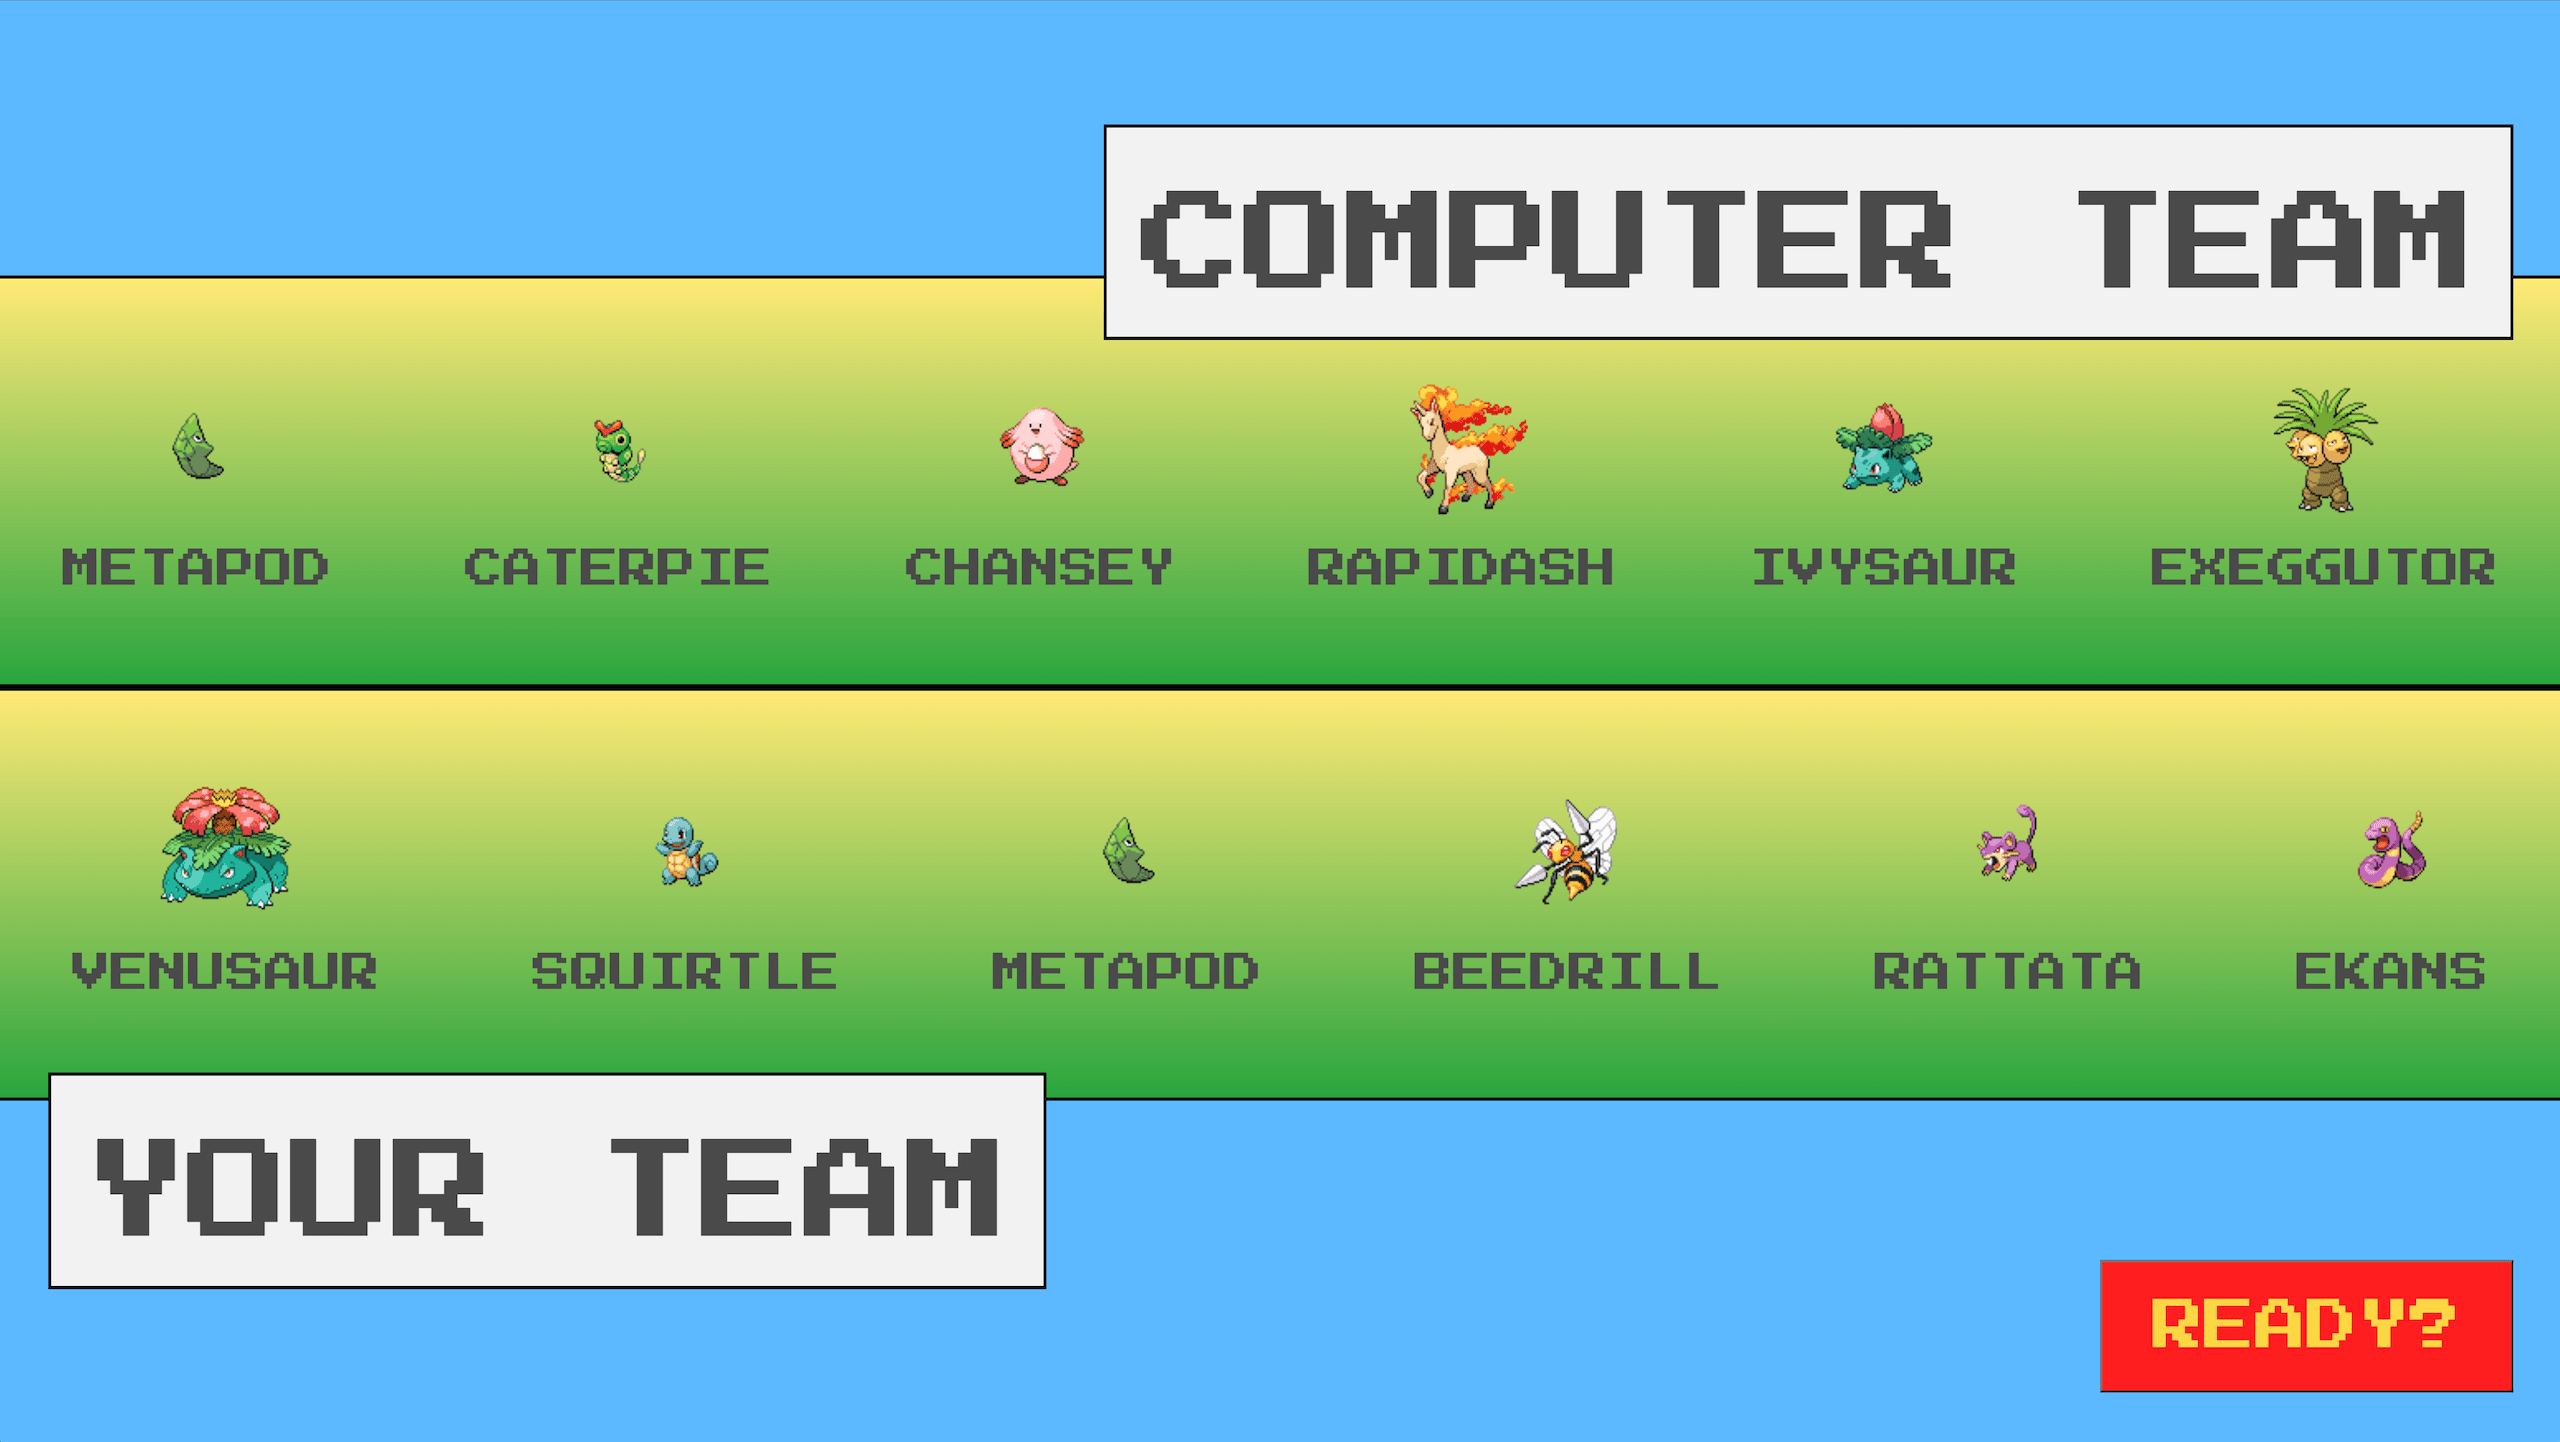 COMPUTER TEAM
METAPOD CATERPIE CHANSEY RAPIDASH IVYSAUR EXEGGUTOR
VENUSAUR SQUIRTLE METAPOD BEEDRILL RATTATA EKANS
YOUR TEAM
READY?